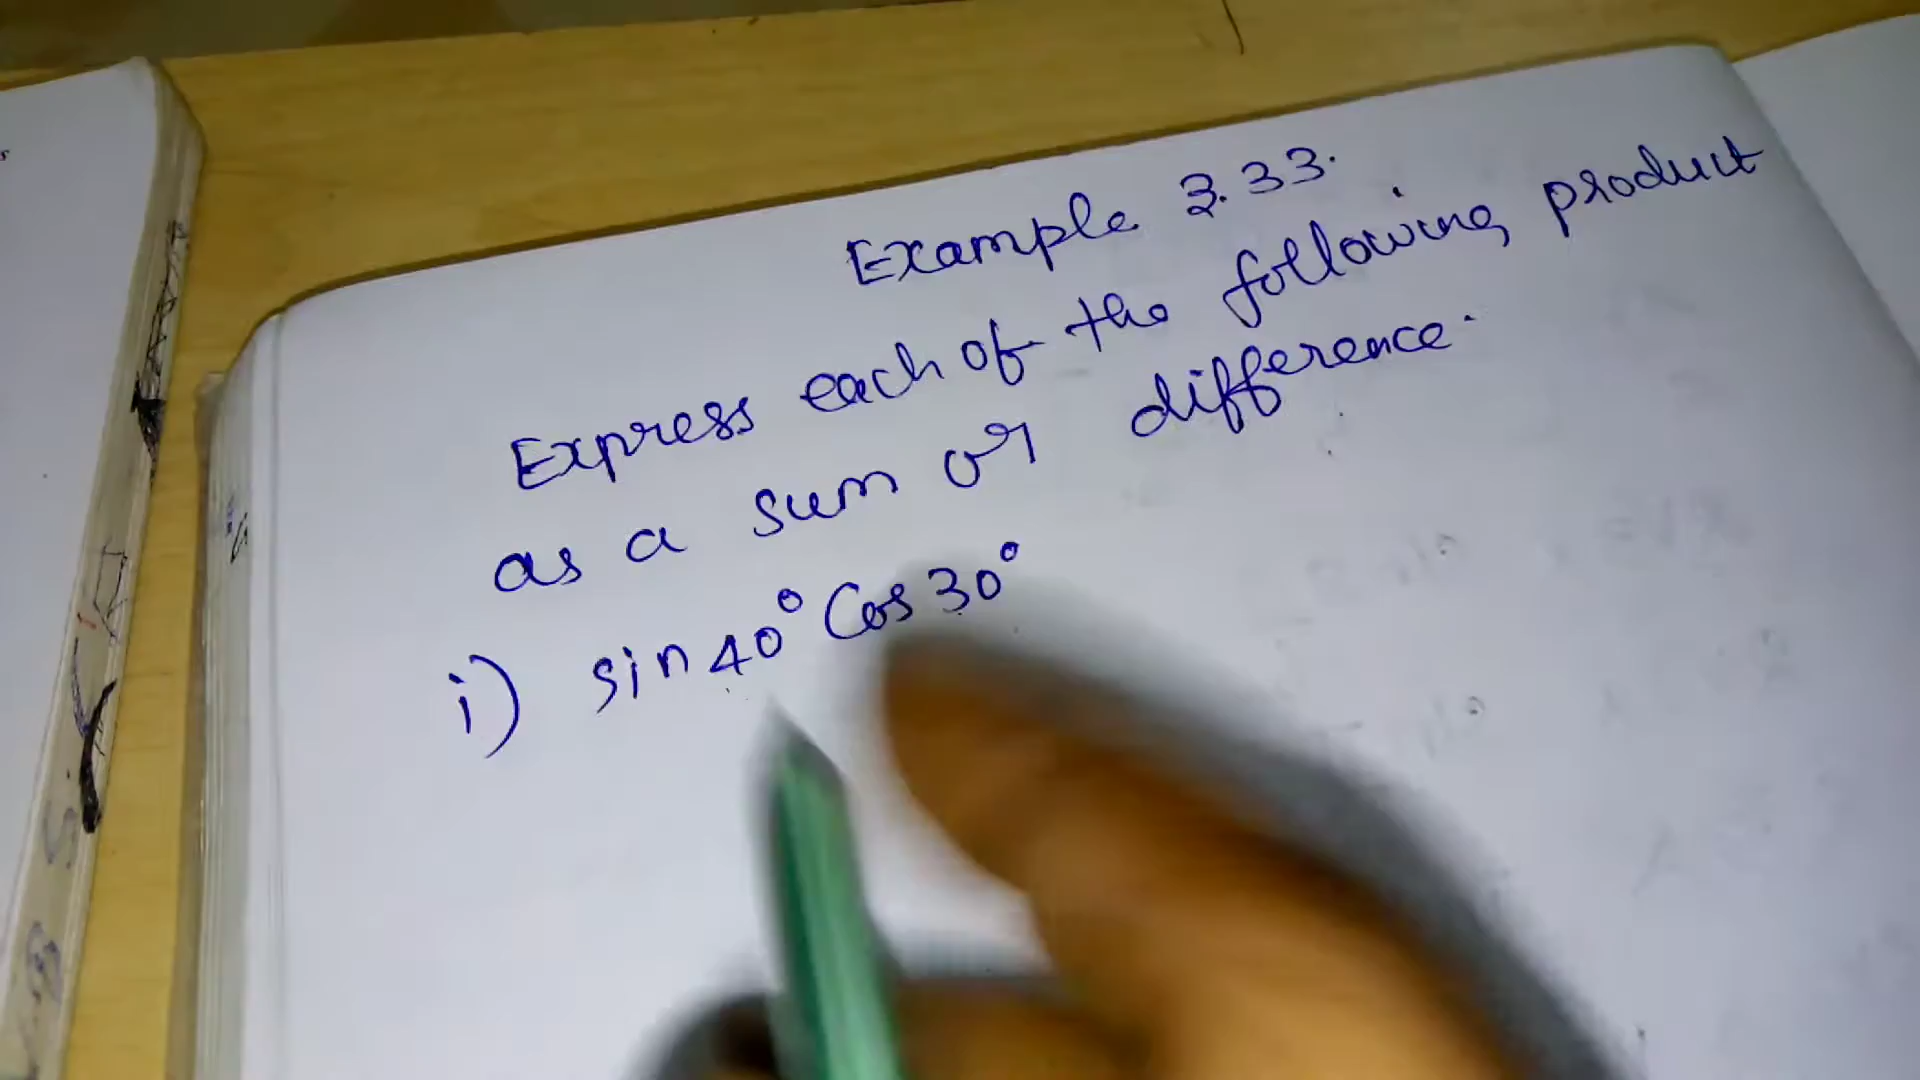 Example 3.33.
Express each of the following product
as a sum or difference.
i) sin 40° Cos 30°